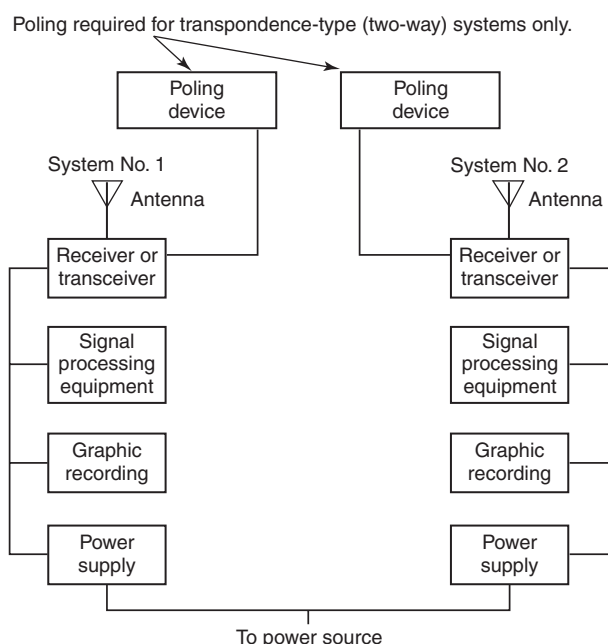 Poling required for transpondence-type (two-way) systems only.
Poling
device
Poling
device
System No. 1
Antenna
System No. 2
Antenna
Receiver or
transceiver
Receiver or
transceiver
Signal
processing
equipment
Signal
processing
equipment
Graphic
recording
Graphic
recording
Power
supply
Power
supply
To power source